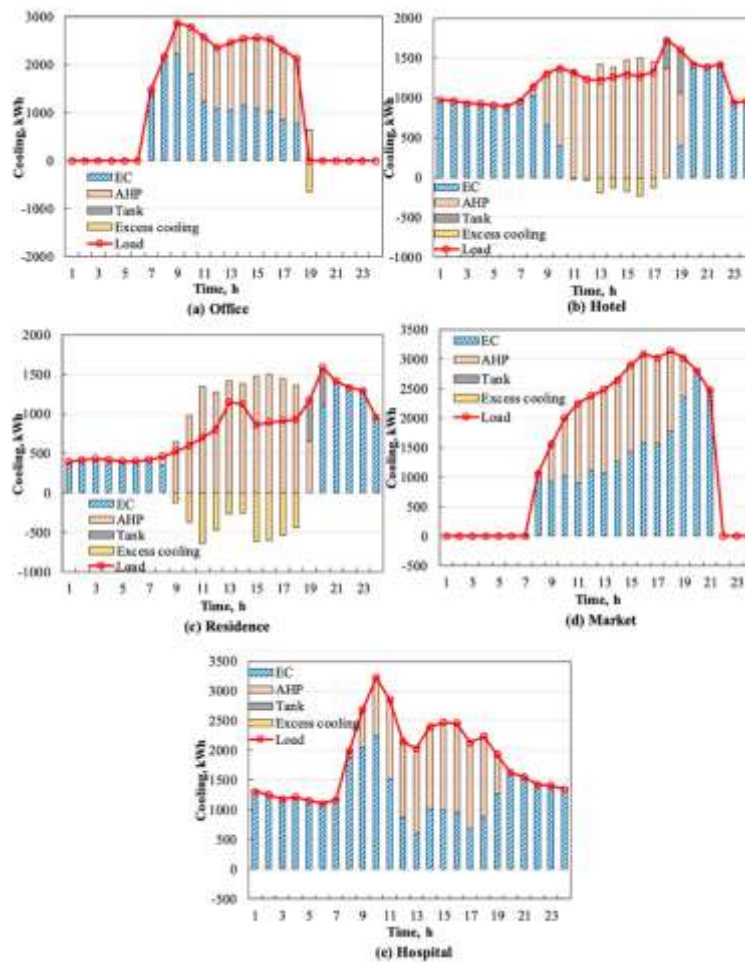 3000
2000
1000
0
-1000
-2000
Cooling, kWh
EC
AHP
Tank
Excess cooling
Load
1 3 5 7 9 11 13 15 17 19 21 23
Time, h
(a) Office
2000
1500
1000
500
0
-500
-1000
Cooling, kWh
EC
AHP
Tank
Excess cooling
Load
1 3 5 7 9 11 13 15 17 19 21 23
Time, h
(b) Hotel
2000
1500
1000
500
0
-500
-1000
Cooling, kWh
EC
AHP
Tank
Excess cooling
Load
1 3 5 7 9 11 13 15 17 19 21 23
Time, h
(c) Residence
3500
3000
2500
2000
1500
1000
500
0
-500
Cooling, kWh
EC
AHP
Tank
Excess cooling
Load
1 3 5 7 9 11 13 15 17 19 21 23
Time, h
(d) Market
3500
3000
2500
2000
1500
1000
500
0
-500
Cooling, kWh
EC
AHP
Tank
Excess cooling
Load
1 3 5 7 9 11 13 15 17 19 21 23
Time, h
(e) Hospital